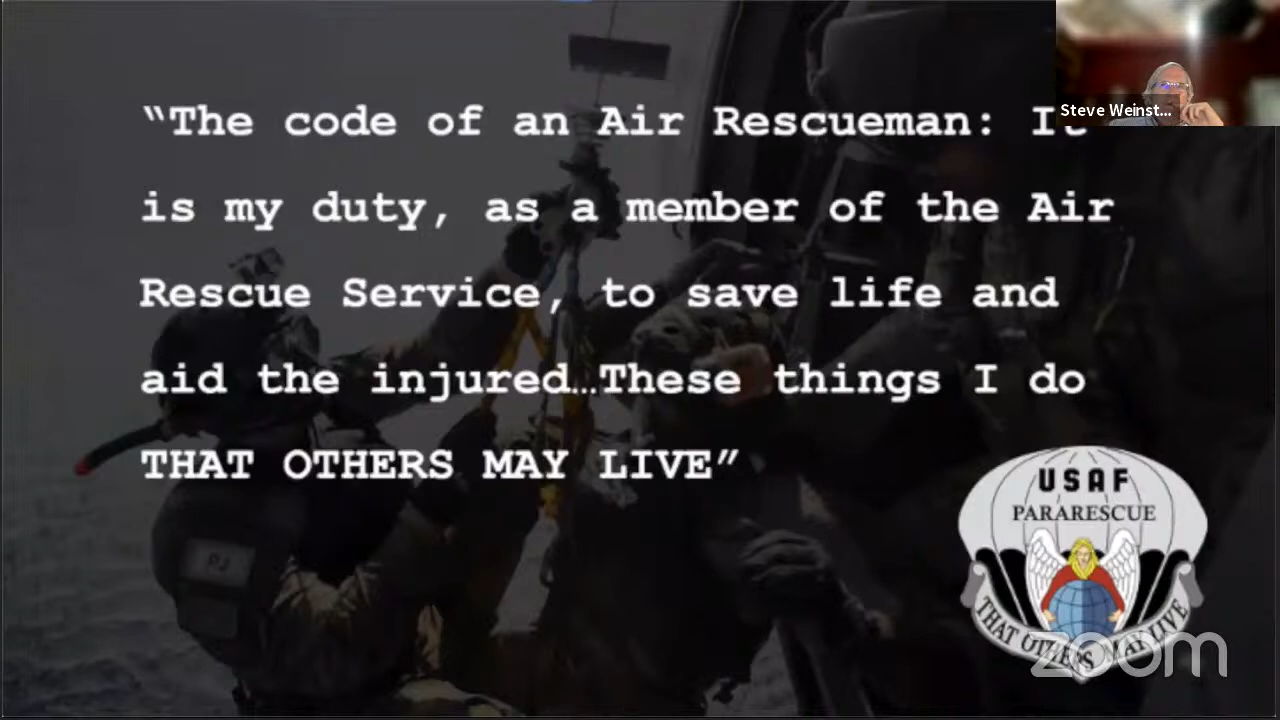 “The code of an Air Rescueman: It
is my duty, as a member of the Air
Rescue Service, to save life and
aid the injured…These things I do
THAT OTHERS MAY LIVE”
Steve Weinst...
USAF
PARARESCUE
THAT OTHERS MAY LIVE
zoom